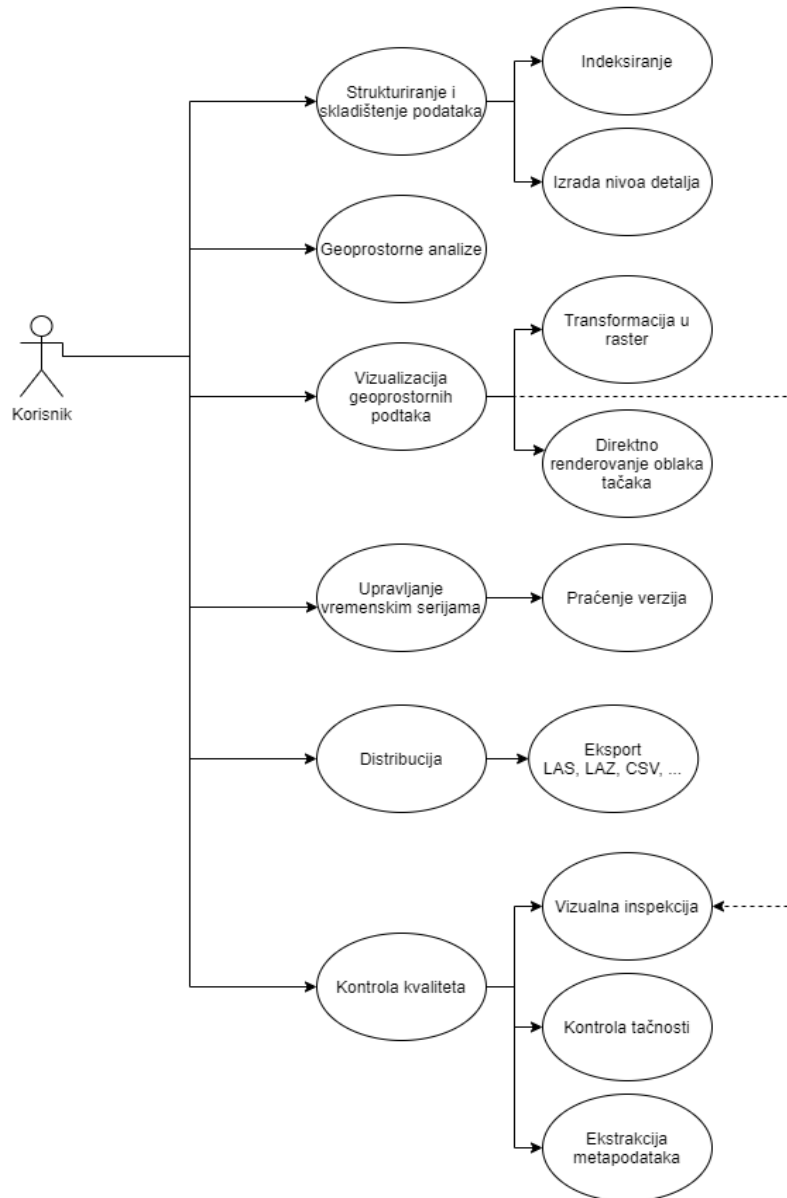 Indeksiranje
Strukturiranje i
skladištenje podataka
Izrada nivoa detalja
Geoprostorne analize
Transformacija u
raster
Korisnik
Vizualizacija
geoprostornih
podtaka
Direktno
renderovanje oblaka
tačaka
Upravljanje
vremenskim serijama
Praćenje verzija
Distribucija
Eksport
LAS, LAZ, CSV, ...
Vizualna inspekcija
Kontrola kvaliteta
Kontrola tačnosti
Ekstrakcija
metapodataka